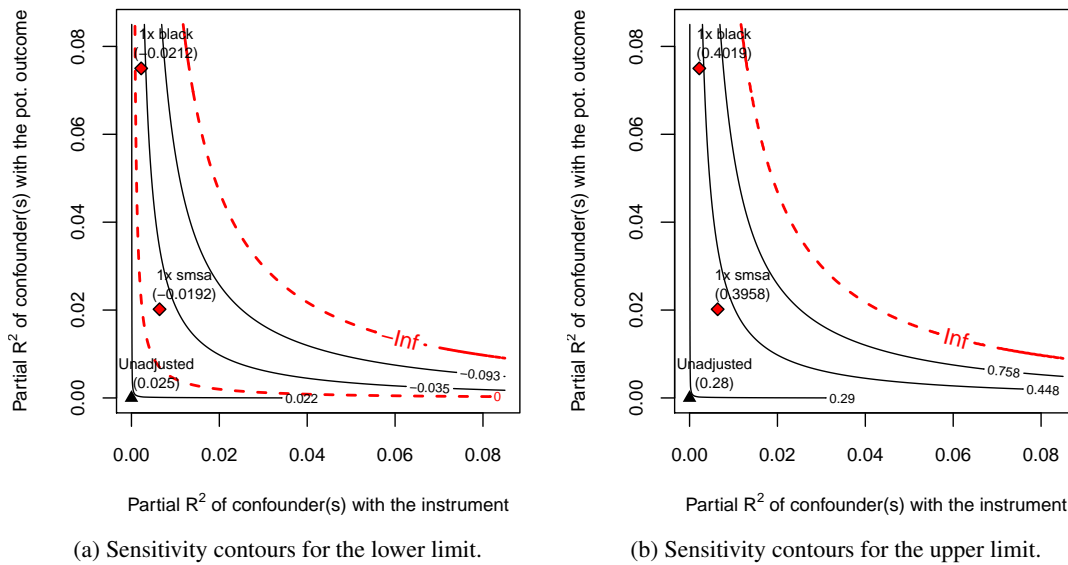 Partial R² of confounder(s) with the pot. outcome
0.00 0.02 0.04 0.06 0.08
1x black
(−0.0212)
1x smsa
(−0.0192)
Unadjusted
(0.025)
−Inf
−0.093
−0.035
0.022
0
0.00 0.02 0.04 0.06 0.08
Partial R² of confounder(s) with the instrument
(a) Sensitivity contours for the lower limit.
Partial R² of confounder(s) with the pot. outcome
0.00 0.02 0.04 0.06 0.08
1x black
(0.4019)
1x smsa
(0.3958)
Unadjusted
(0.28)
Inf
0.758
0.448
0.29
0.00 0.02 0.04 0.06 0.08
Partial R² of confounder(s) with the instrument
(b) Sensitivity contours for the upper limit.